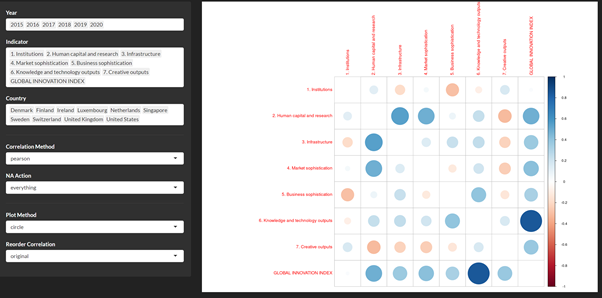 Year
2015 2016 2017 2018 2019 2020
Indicator
1. Institutions 2. Human capital and research 3. Infrastructure
4. Market sophistication 5. Business sophistication
6. Knowledge and technology outputs 7. Creative outputs
GLOBAL INNOVATION INDEX
Country
Denmark Finland Ireland Luxembourg Netherlands Singapore
Sweden Switzerland United Kingdom United States
Correlation Method
pearson
NA Action
everything
Plot Method
circle
Reorder Correlation
original
1. Institutions
2. Human capital and research
3. Infrastructure
4. Market sophistication
5. Business sophistication
6. Knowledge and technology outputs
7. Creative outputs
GLOBAL INNOVATION INDEX
1. Institutions
2. Human capital and research
3. Infrastructure
4. Market sophistication
5. Business sophistication
6. Knowledge and technology outputs
7. Creative outputs
GLOBAL INNOVATION INDEX
1
0.8
0.6
0.4
0.2
0
-0.2
-0.4
-0.6
-0.8
-1